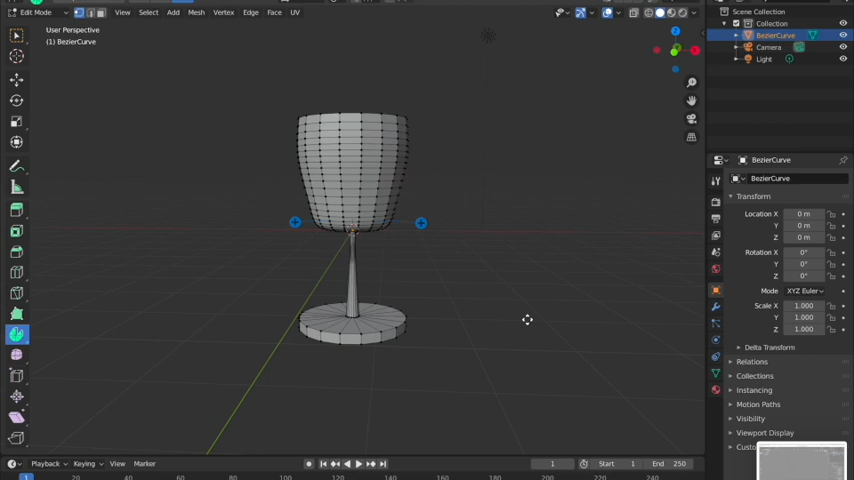 Edit Mode View Select Add Mesh Vertex Edge Face UV
User Perspective
(1) BezierCurve
Scene Collection
Collection
BezierCurve
Camera
Light
BezierCurve
BezierCurve
Transform
Location X 0 m
Y 0 m
Z 0 m
Rotation X 0°
Y 0°
Z 0°
Mode XYZ Euler
Scale X 1.000
Y 1.000
Z 1.000
Delta Transform
Relations
Collections
Instancing
Motion Paths
Visibility
Viewport Display
Custo
Playback Keying View Marker 1 Start 1 End 250
1 20 40 60 80 100 120 140 160 180 200 220 240